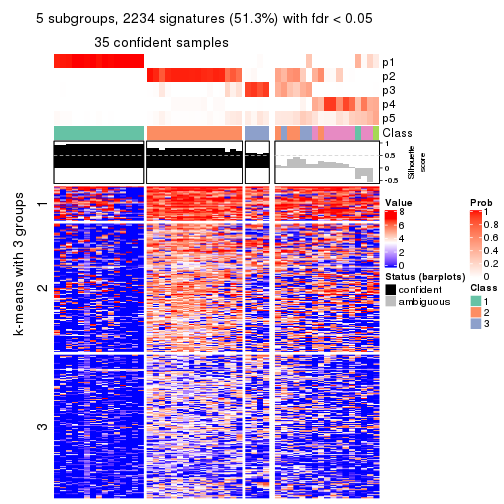 5 subgroups, 2234 signatures (51.3%) with fdr < 0.05
35 confident samples
p1
p2
p3
p4
p5
Class
1
0.5
0
-0.5
Silhouette
score
k-means with 3 groups
1
2
3
Value
8
6
4
2
0
Status (barplots)
confident
ambiguous
Prob
1
0.8
0.6
0.4
0.2
0
Class
1
2
3